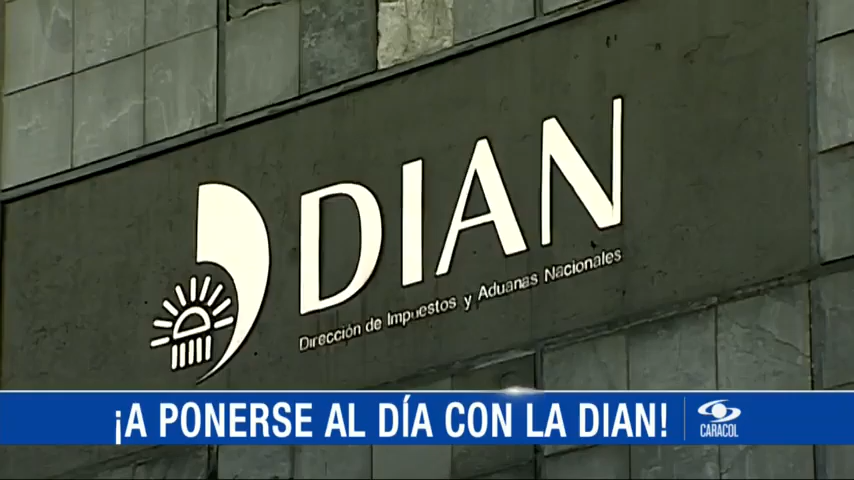 DIAN
Dirección de Impuestos y Aduanas Nacionales
¡A PONERSE AL DÍA CON LA DIAN!
CARACOL